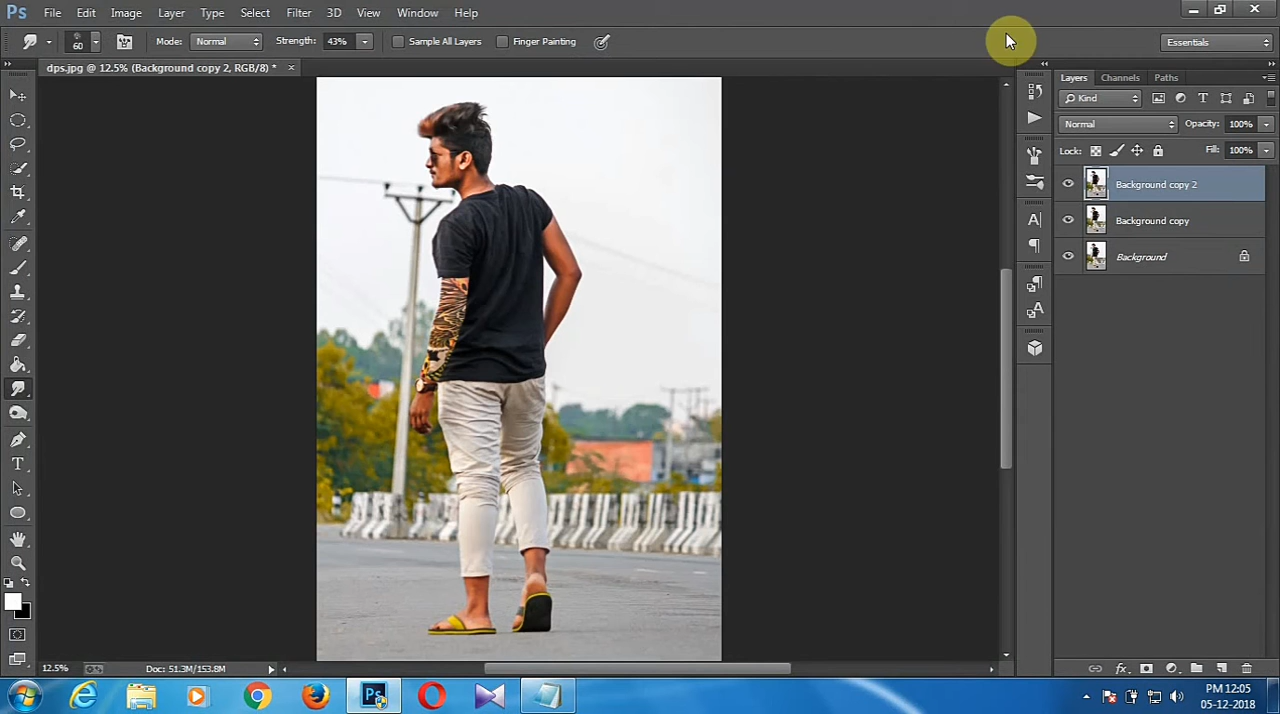 Ps File Edit Image Layer Type Select Filter 3D View Window Help
60 Mode: Normal Strength: 43% Sample All Layers Finger Painting Essentials
dps.jpg @ 12.5% (Background copy 2, RGB/8) *
Layers Channels Paths
Kind
Normal Opacity: 100%
Lock: Fill: 100%
Background copy 2
Background copy
Background
12.5% Doc: 51.3M/153.8M
PM 12:05
05-12-2018